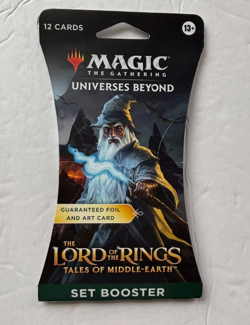 12 CARDS
13+
MAGIC
THE GATHERING
UNIVERSES BEYOND
GUARANTEED FOIL
AND ART CARD
THE
LORD OF THE RINGS
TALES OF MIDDLE-EARTH™
SET BOOSTER